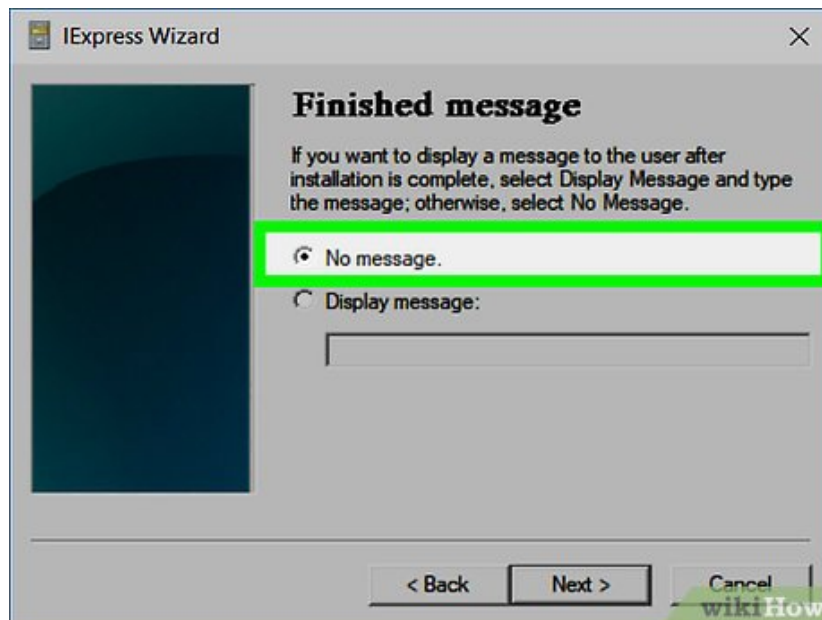 IExpress Wizard
Finished message
If you want to display a message to the user after
installation is complete, select Display Message and type
the message; otherwise, select No Message.
No message.
Display message:
< Back
Next >
Cancel
wikiHow